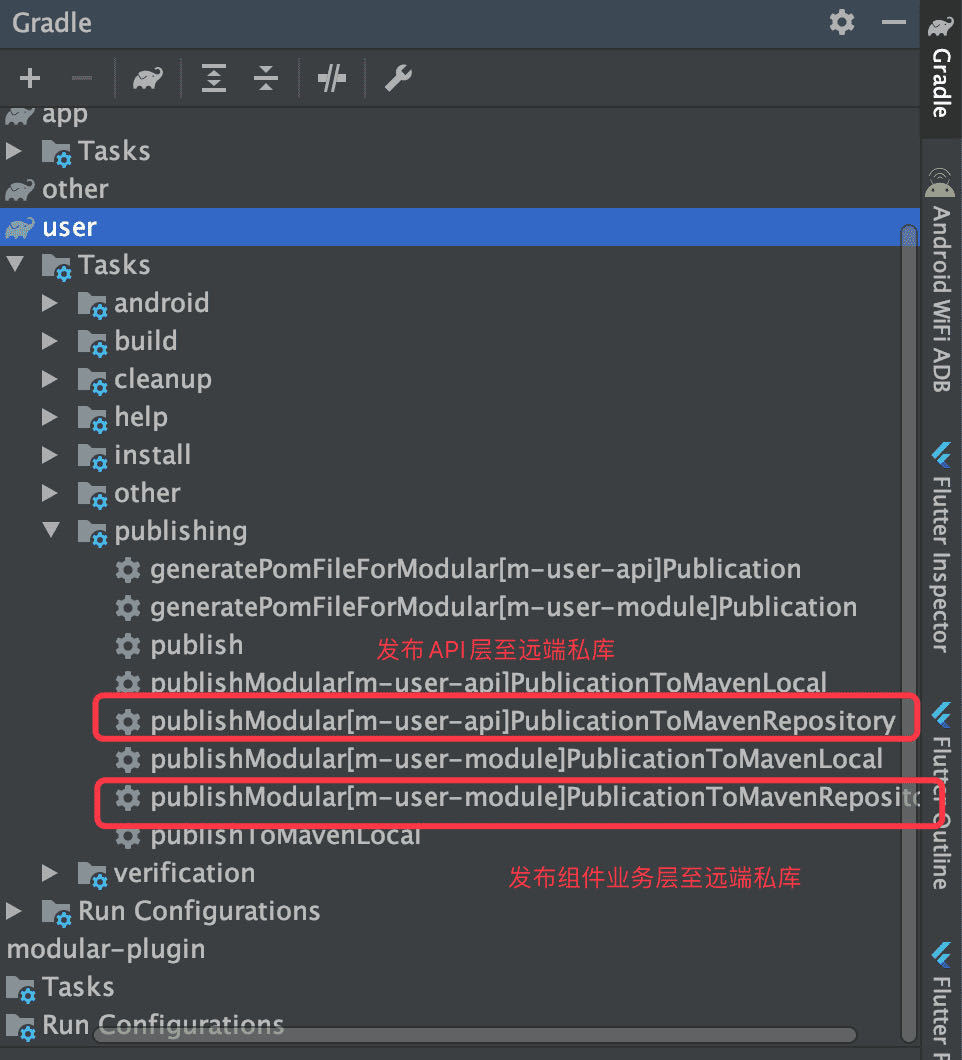 Gradle
app
Tasks
other
user
Tasks
android
build
cleanup
help
install
other
publishing
generatePomFileForModular[m-user-api]Publication
generatePomFileForModular[m-user-module]Publication
publish
发布API层至远端私库
publishModular[m-user-api]PublicationToMavenLocal
publishModular[m-user-api]PublicationToMavenRepository
publishModular[m-user-module]PublicationToMavenLocal
publishModular[m-user-module]PublicationToMavenReposito
publishToMavenLocal
verification
发布组件业务层至远端私库
Run Configurations
modular-plugin
Tasks
Run Configurations
Gradle
Android WiFi ADB
Flutter Inspector
Flutter Outline
Flutter P